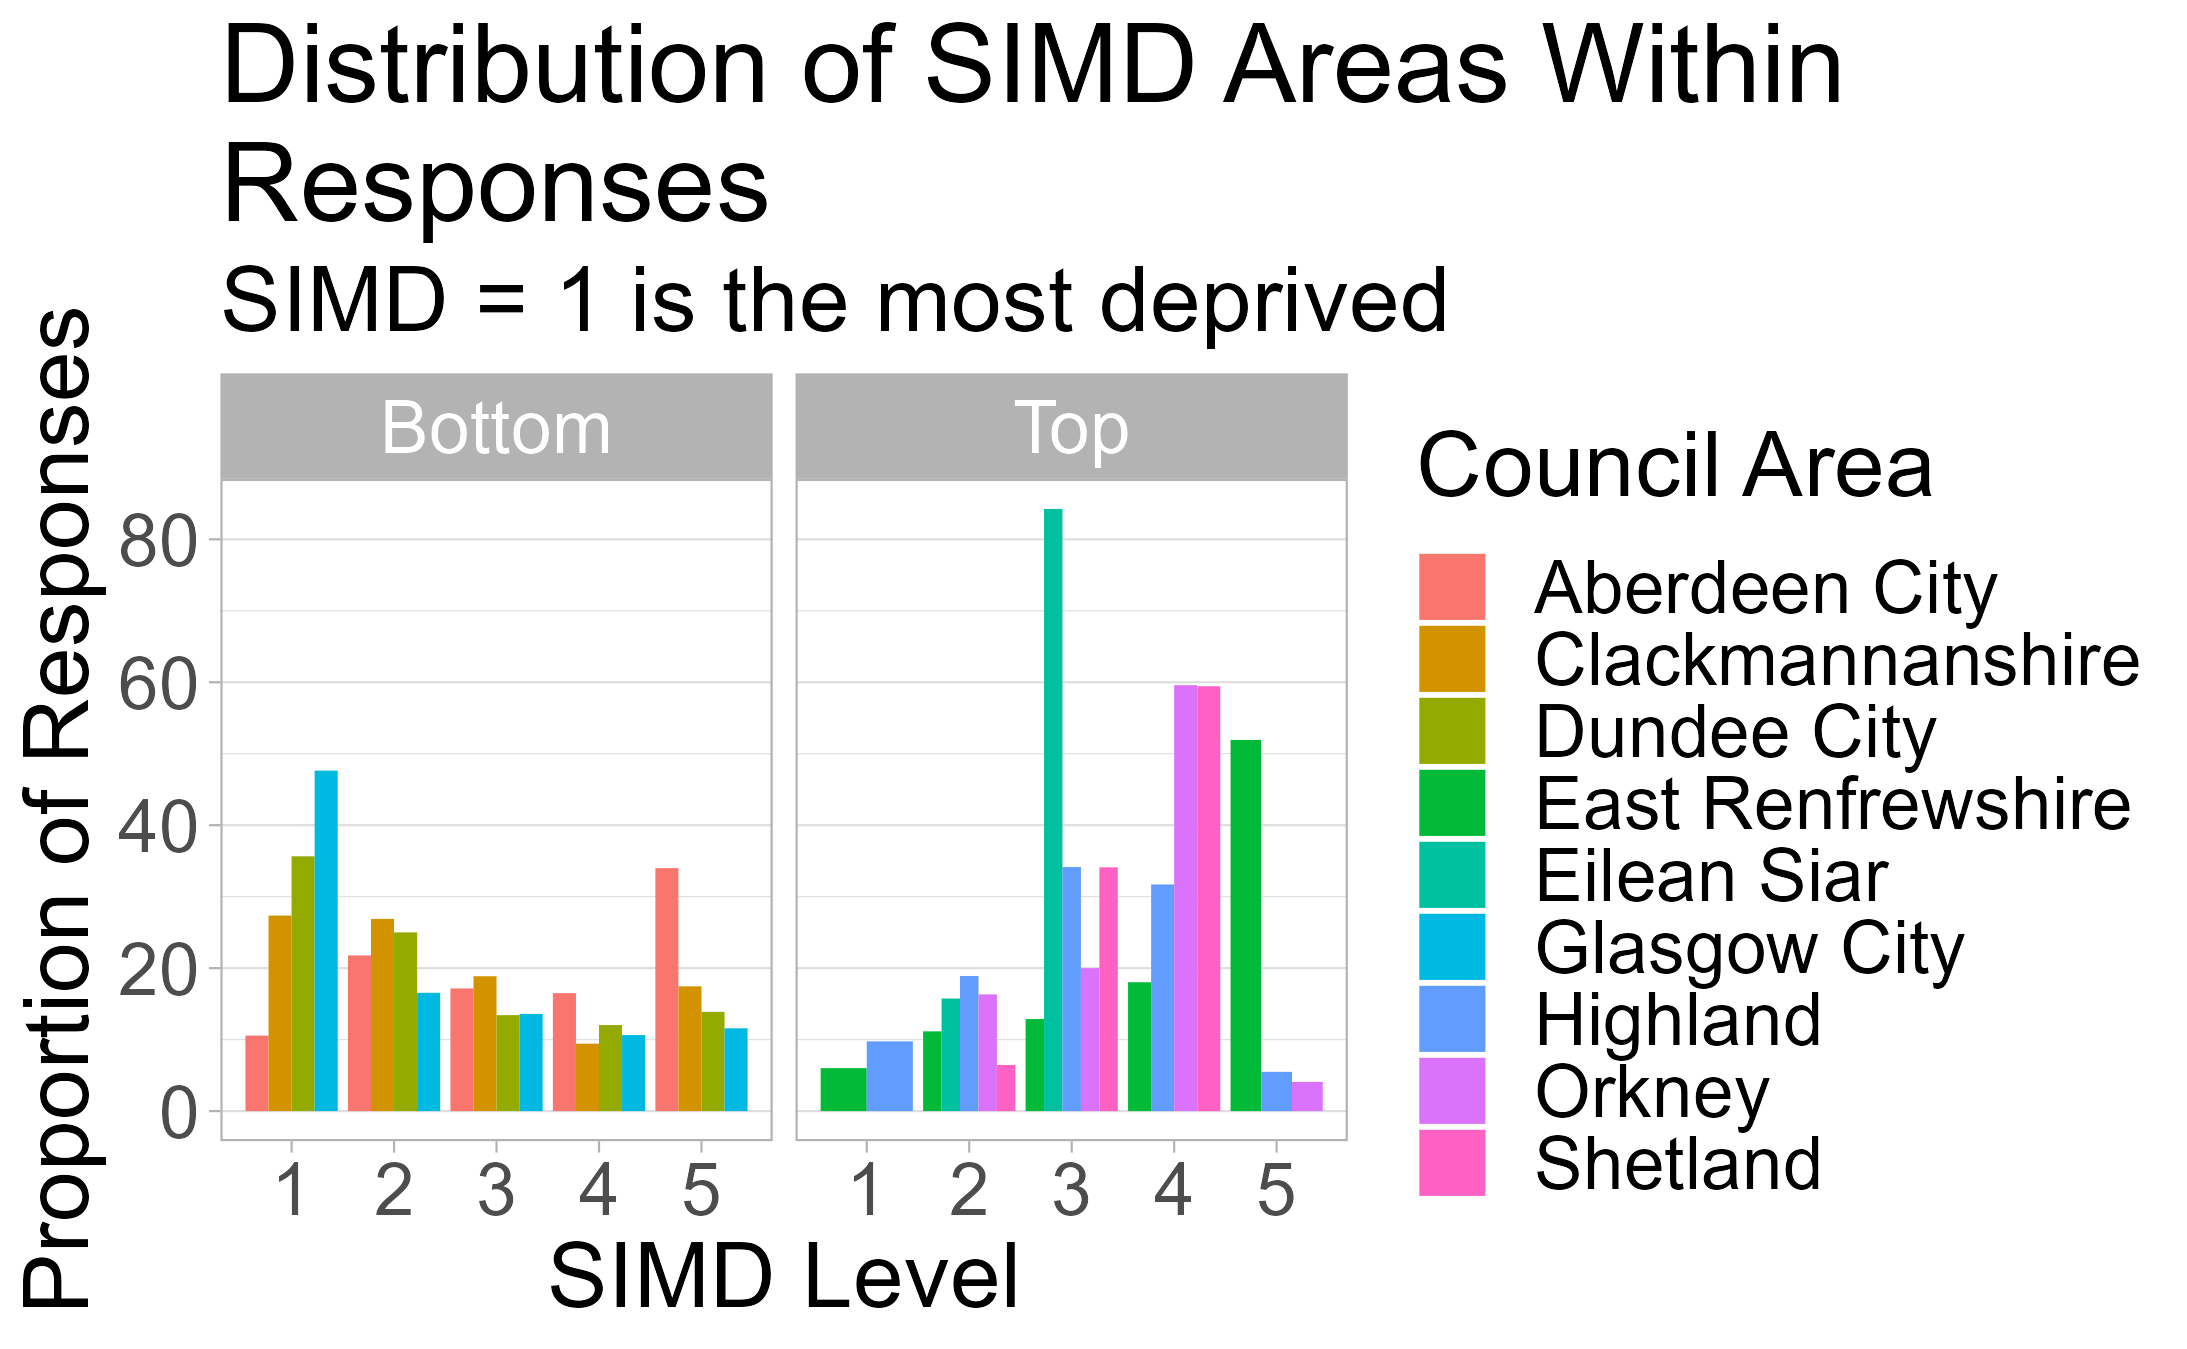 Distribution of SIMD Areas Within
Responses
SIMD = 1 is the most deprived
Proportion of Responses
Bottom
Top
80
60
40
20
0
1 2 3 4 5
1 2 3 4 5
SIMD Level
Council Area
Aberdeen City
Clackmannanshire
Dundee City
East Renfrewshire
Eilean Siar
Glasgow City
Highland
Orkney
Shetland